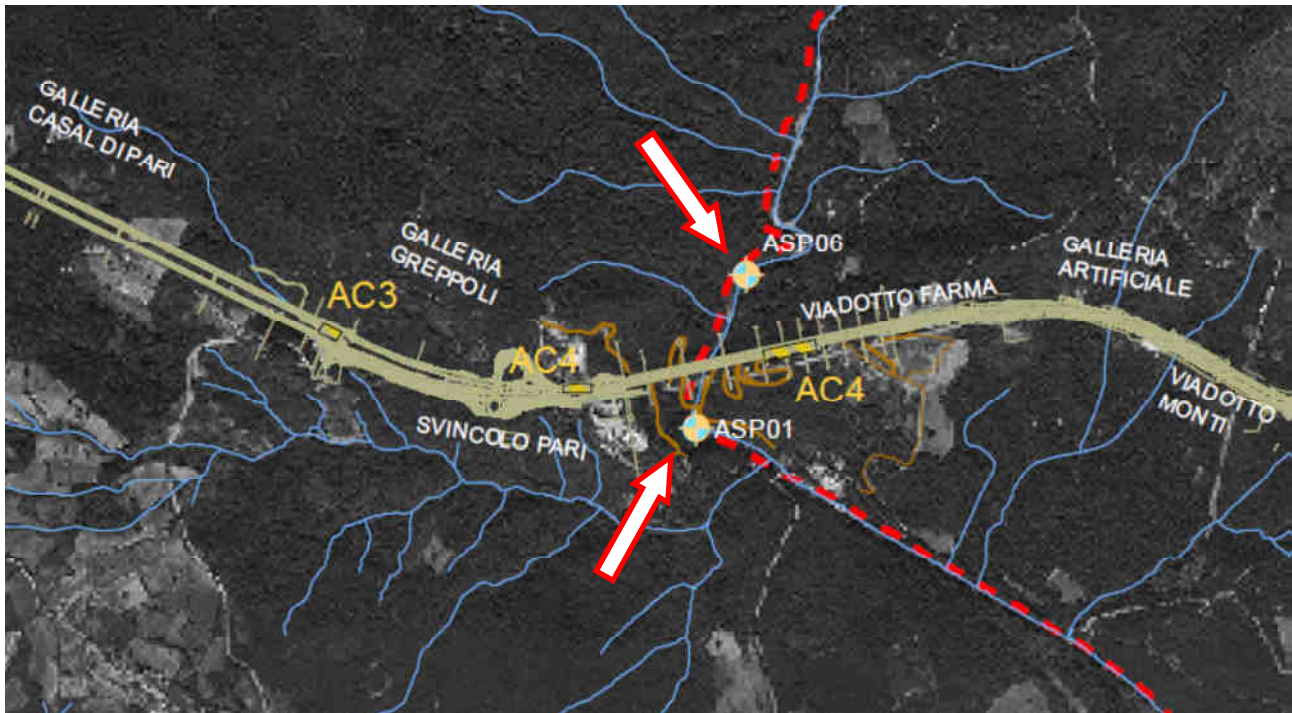 GALLERIA
CASAL DI PARI
GALLERIA
GREPPOLI
ASP06
GALLERIA
ARTIFICIALE
VIADOTTO FARMA
AC3
AC4
AC4
VIADOTTO
MONTI
SVINCOLO PARI
ASP01